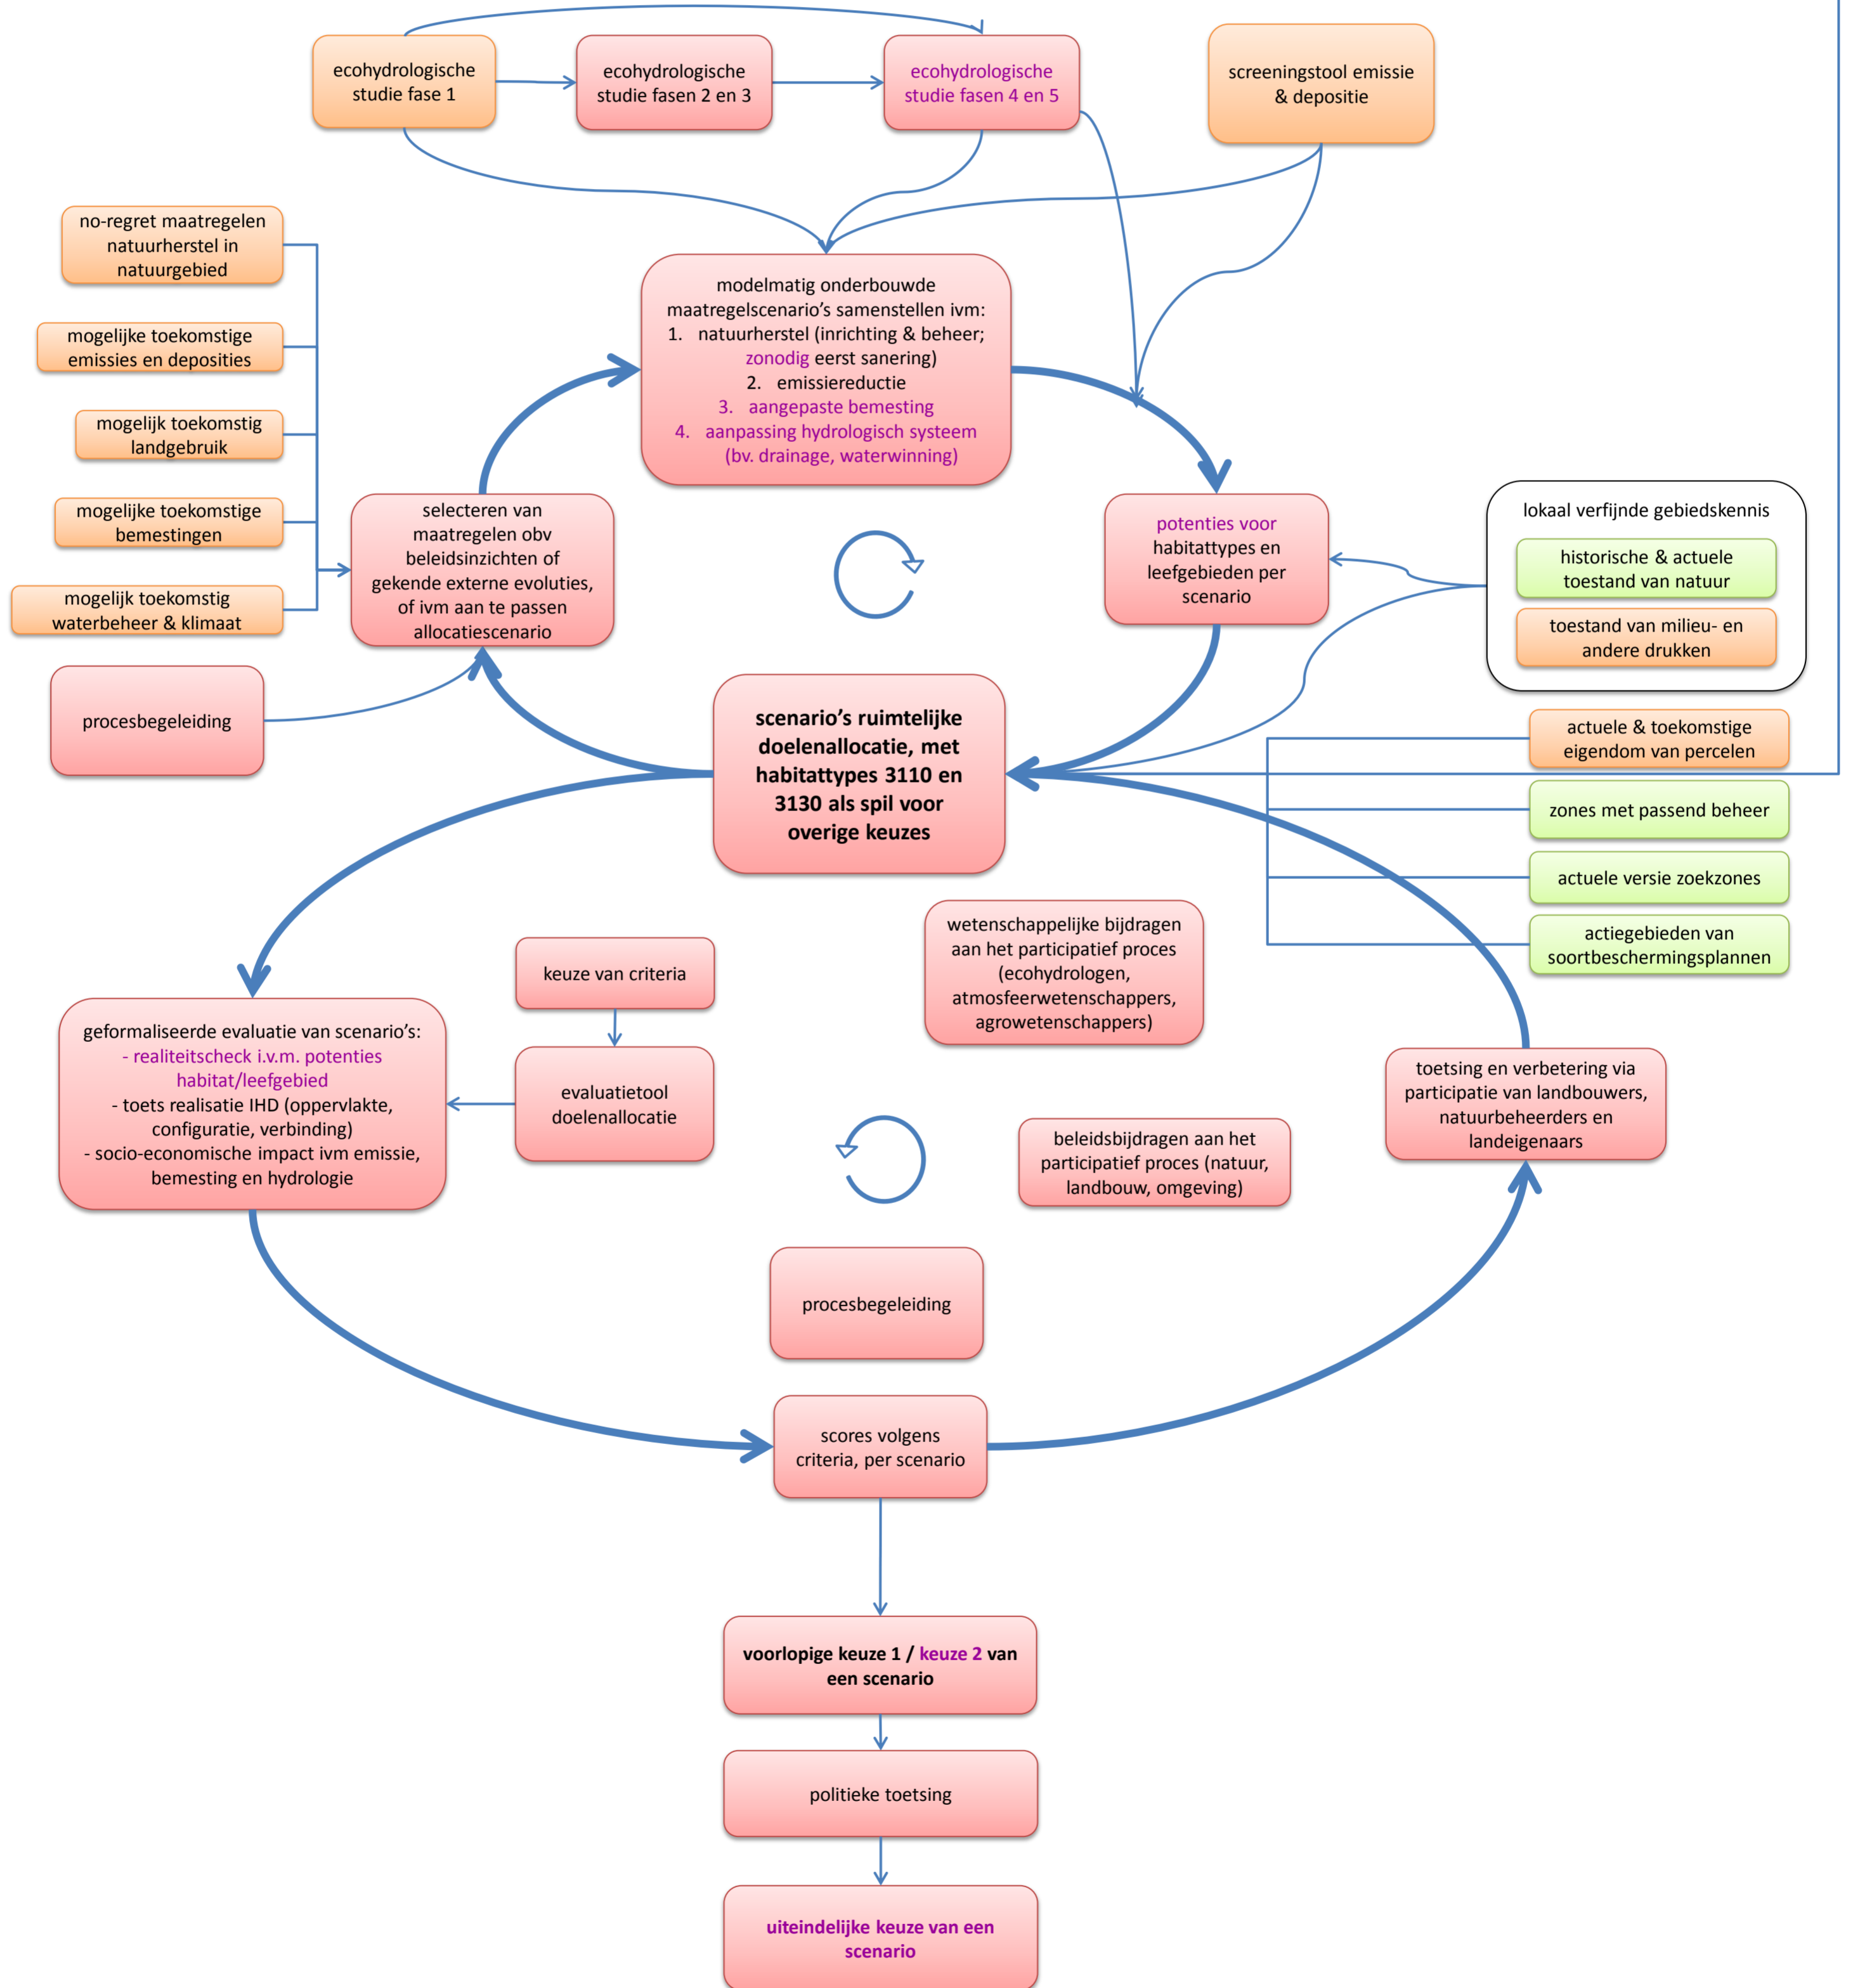 ecohydrologische
studie fase 1
ecohydrologische
studie fasen 2 en 3
ecohydrologische
studie fasen 4 en 5
screeningstool emissie
& depositie
no-regret maatregelen
natuurherstel in
natuurgebied
mogelijke toekomstige
emissies en deposities
mogelijk toekomstig
landgebruik
mogelijke toekomstige
bemestingen
mogelijk toekomstig
waterbeheer & klimaat
procesbegeleiding
modelmatig onderbouwde
maatregelscenario's samenstellen ivm:
1. natuurherstel (inrichting & beheer;
zonodig eerst sanering)
2. emissiereductie
3. aangepaste bemesting
4. aanpassing hydrologisch systeem
(bv. drainage, waterwinning)
selecteren van
maatregelen obv
beleidsinzichten of
gekende externe evoluties,
of ivm aan te passen
allocatiescenario
potenties voor
habitattypes en
leefgebieden per
scenario
lokaal verfijnde gebiedskennis
historische & actuele
toestand van natuur
toestand van milieu- en
andere drukken
scenario's ruimtelijke
doelenallocatie, met
habitattypes 3110 en
3130 als spil voor
overige keuzes
actuele & toekomstige
eigendom van percelen
zones met passend beheer
actuele versie zoekzones
actiegebieden van
soortbeschermingsplannen
wetenschappelijke bijdragen
aan het participatief proces
(ecohydrologen,
atmosfeerwetenschappers,
agrowetenschappers)
keuze van criteria
evaluatietool
doelenallocatie
geformaliseerde evaluatie van scenario's:
- realiteitscheck i.v.m. potenties
habitat/leefgebied
- toets realisatie IHD (oppervlakte,
configuratie, verbinding)
- socio-economische impact ivm emissie,
bemesting en hydrologie
toetsing en verbetering via
participatie van landbouwers,
natuurbeheerders en
landeigenaars
beleidsbijdragen aan het
participatief proces (natuur,
landbouw, omgeving)
procesbegeleiding
scores volgens
criteria, per scenario
voorlopige keuze 1 / keuze 2 van
een scenario
politieke toetsing
uiteindelijke keuze van een
scenario